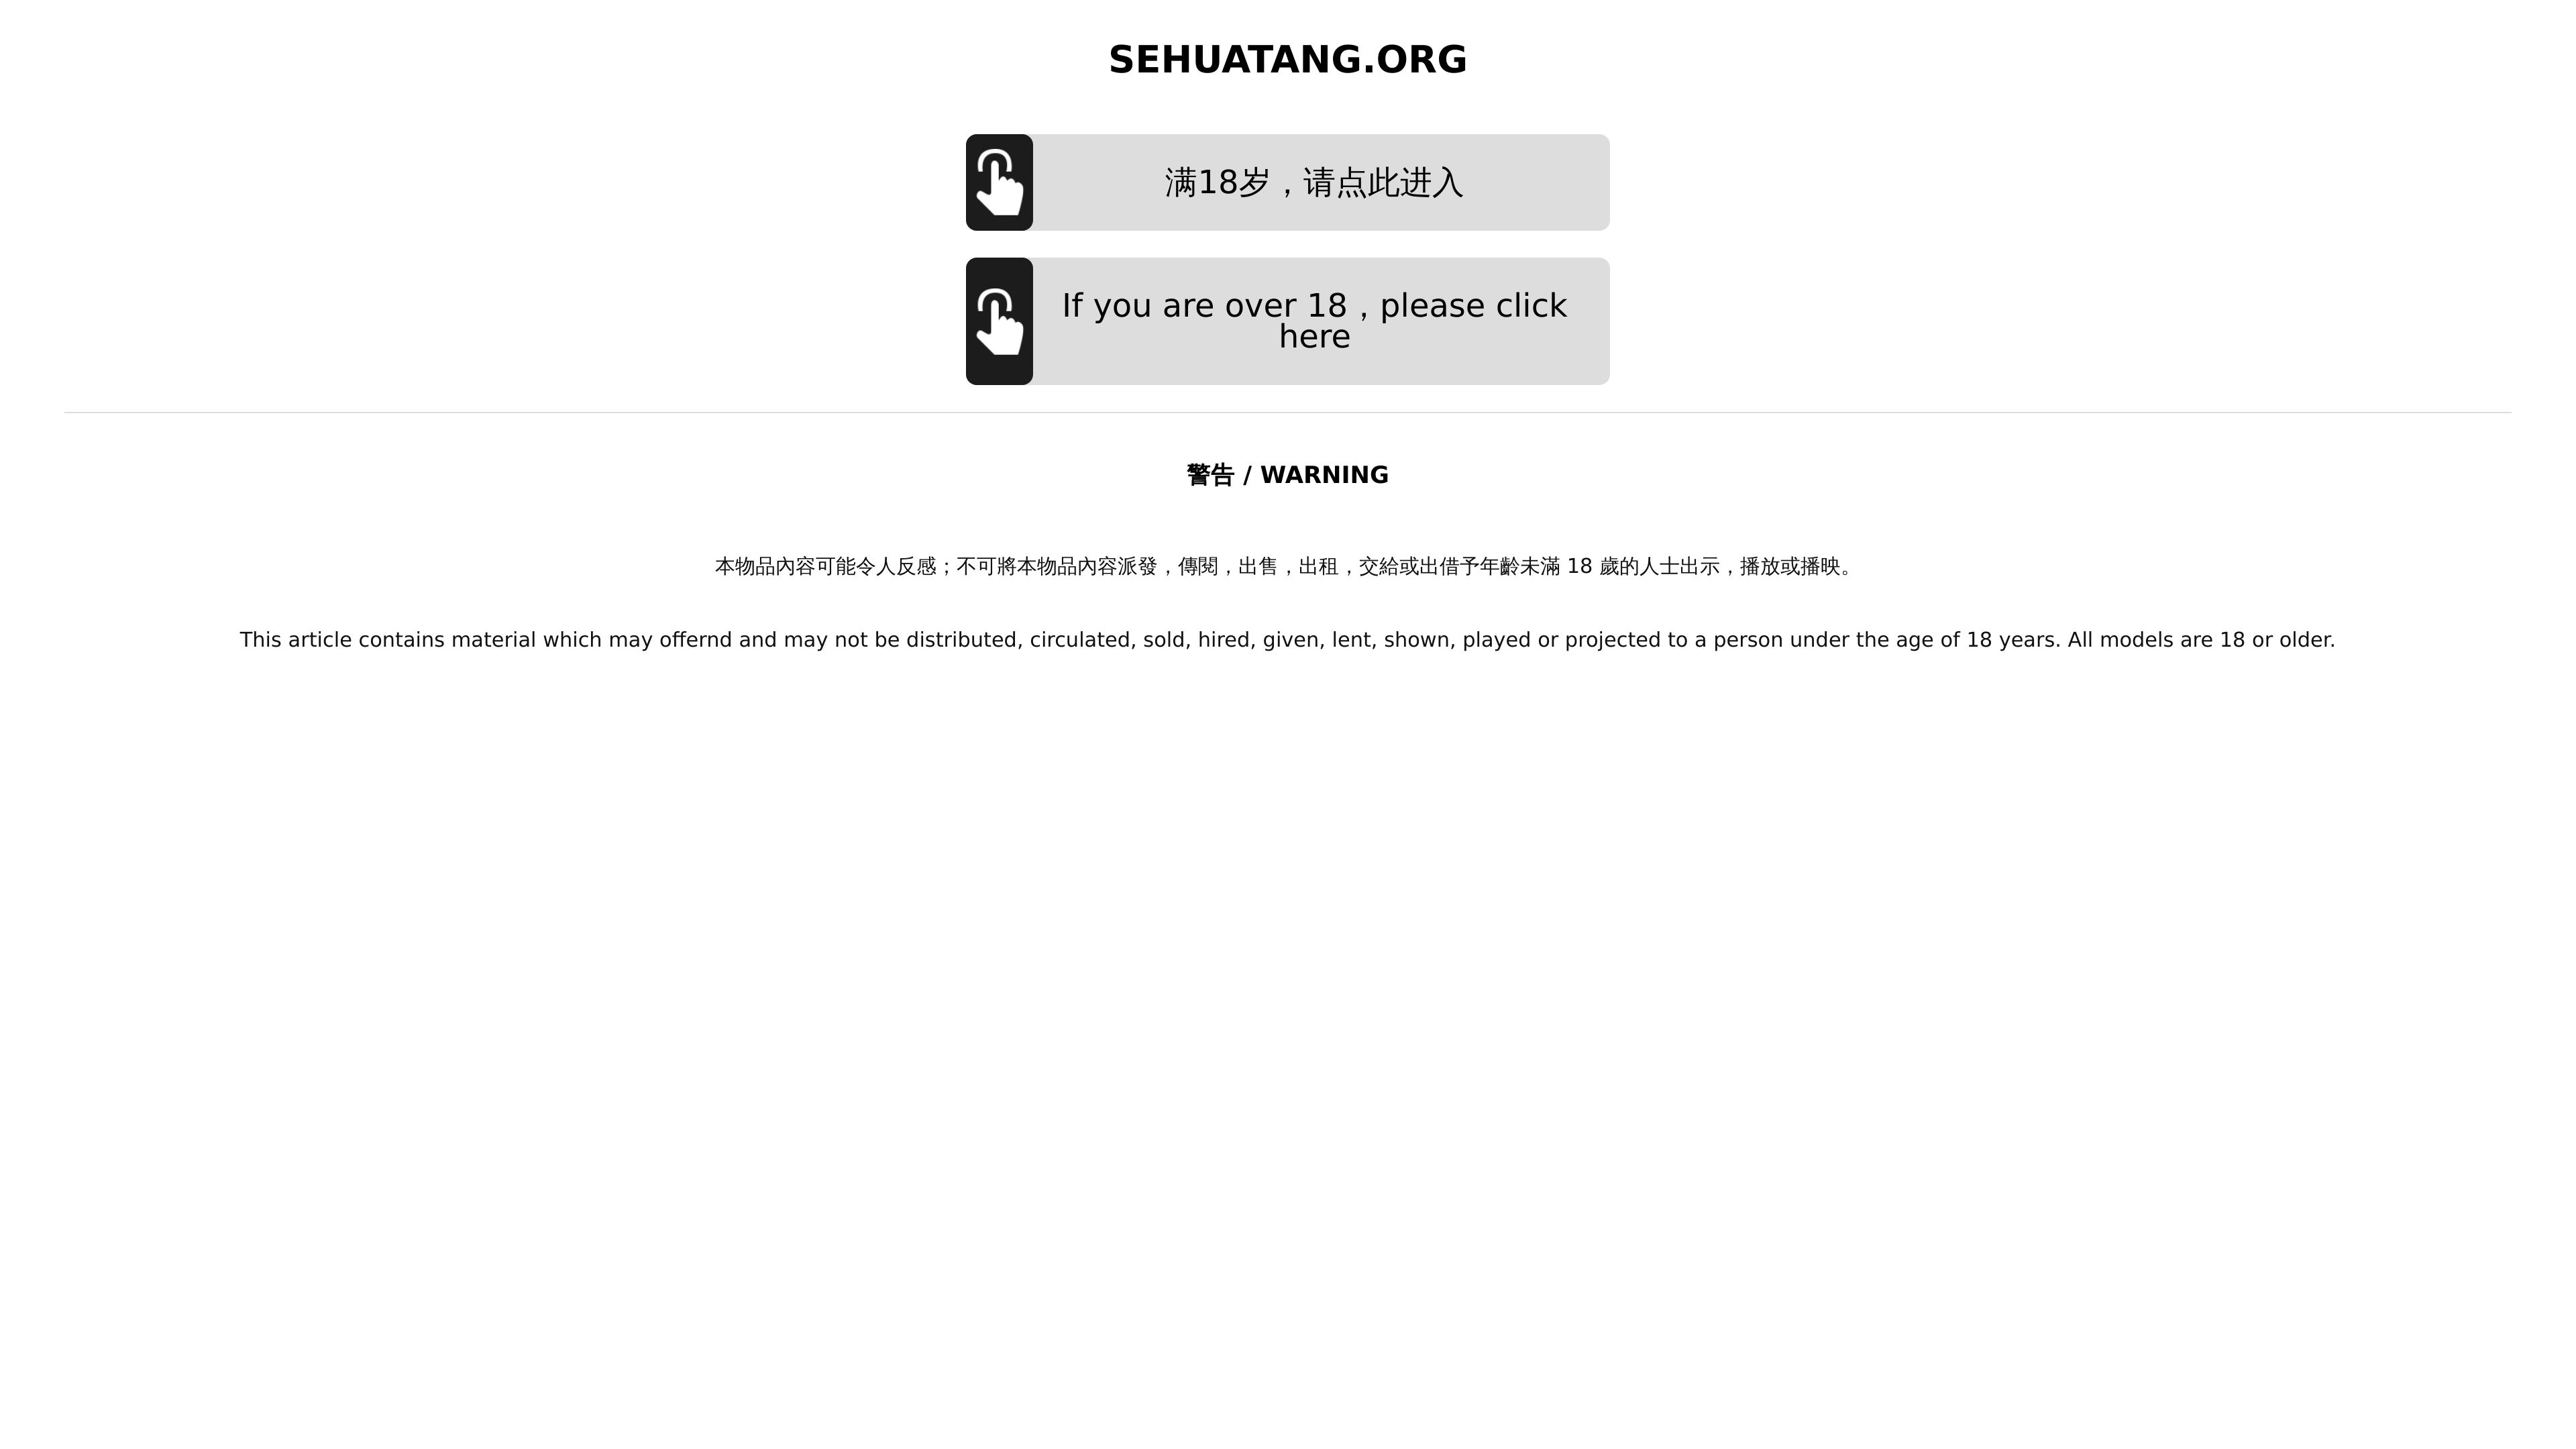 SEHUATANG.ORG
满18岁，请点此进入
If you are over 18，please click
here
警告 / WARNING
本物品內容可能令人反感；不可將本物品內容派發，傳閱，出售，出租，交給或出借予年齡未滿 18 歲的人士出示，播放或播映。
This article contains material which may offernd and may not be distributed, circulated, sold, hired, given, lent, shown, played or projected to a person under the age of 18 years. All models are 18 or older.